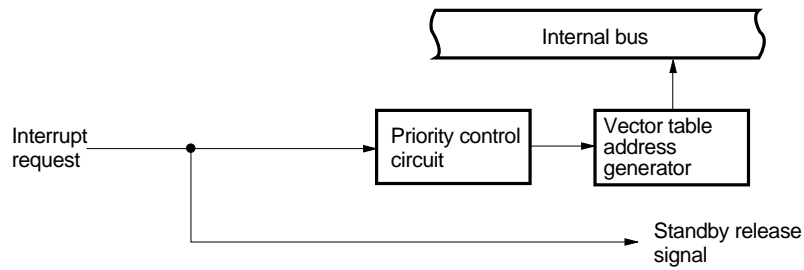 Internal bus
Interrupt
request
Priority control
circuit
Vector table
address
generator
Standby release
signal